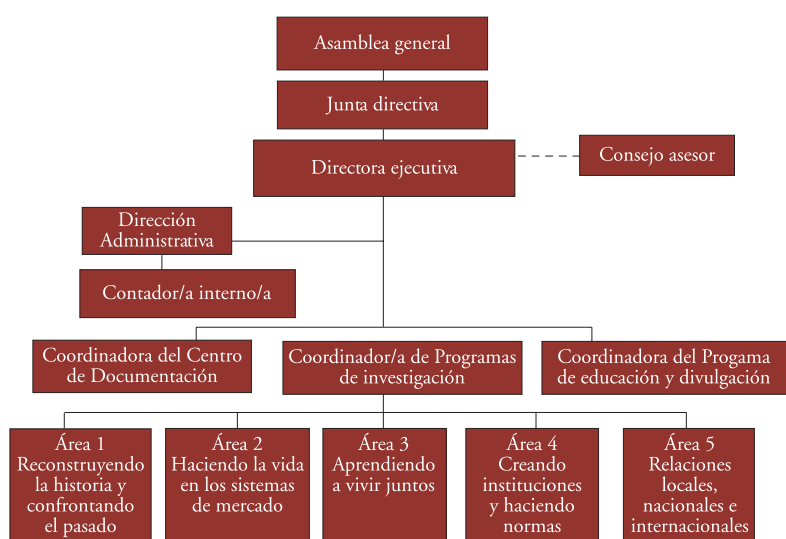 Asamblea general
Junta directiva
Directora ejecutiva
Consejo asesor
Dirección
Administrativa
Contador/a interno/a
Coordinadora del Centro
de Documentación
Coordinador/a de Programas
de investigación
Coordinadora del Progama
de educación y divulgación
Área 1
Reconstruyendo
la historia y
confrontando
el pasado
Área 2
Haciendo la vida
en los sistemas
de mercado
Área 3
Aprendiendo
a vivir juntos
Área 4
Creando
instituciones
y haciendo
normas
Área 5
Relaciones
locales,
nacionales e
internacionales